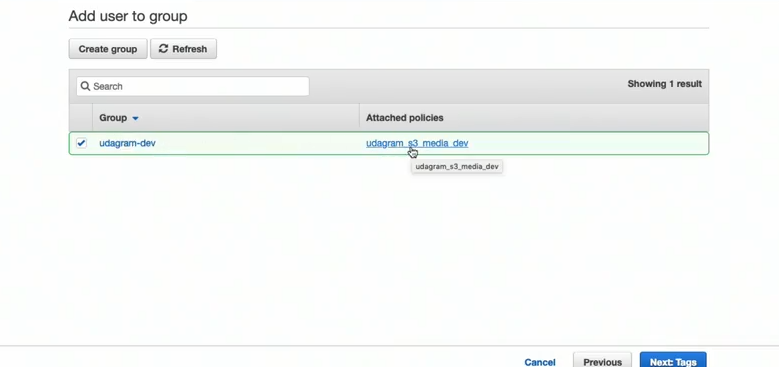 Add user to group
Create group Refresh
Search Showing 1 result
Group Attached policies
udagram-dev udagram_s3_media_dev
udagram_s3_media_dev
Cancel Previous Next: Tags